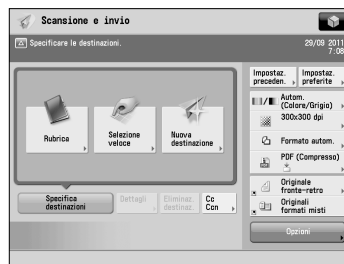 Scansione e invio
Specificare le destinazioni.
29/09 2011
7:08
Impostaz. preceden.
Impostaz. preferite
Autom. (Colore/Grigio)
300x300 dpi
Formato autom.
PDF (Compresso)
Originale fronte-retro
Originali formati misti
Opzioni
Rubrica
Selezione veloce
Nuova destinazione
Specifica destinazioni
Dettagli
Eliminaz. destinaz.
Cc Ccn